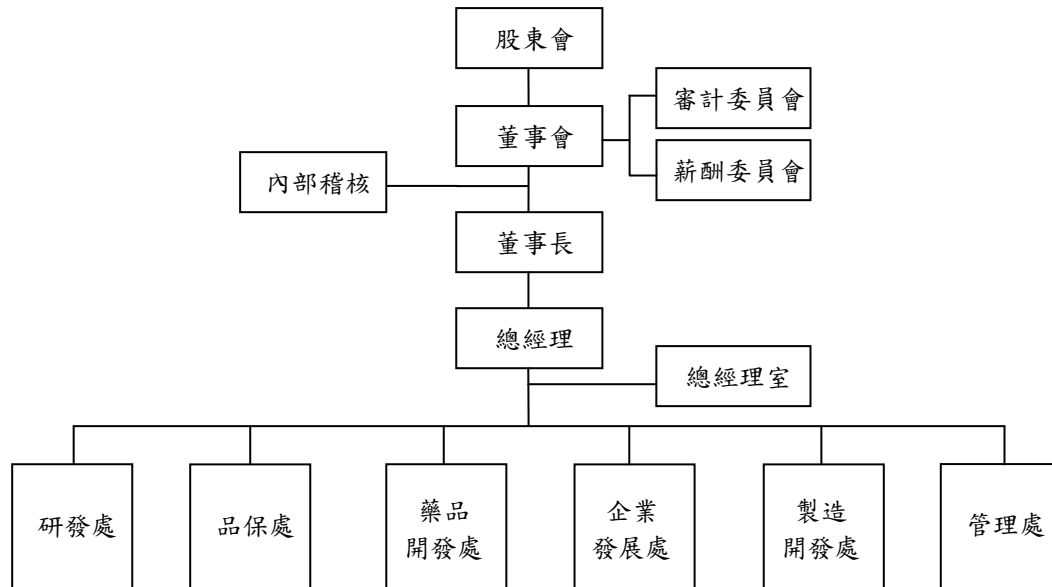 股東會
審計委員會
董事會
薪酬委員會
內部稽核
董事長
總經理
總經理室
研發處
品保處
藥品
開發處
企業
發展處
製造
開發處
管理處